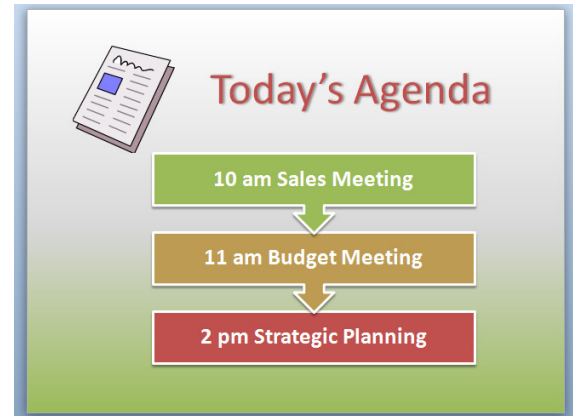 Today's Agenda
10 am Sales Meeting
11 am Budget Meeting
2 pm Strategic Planning